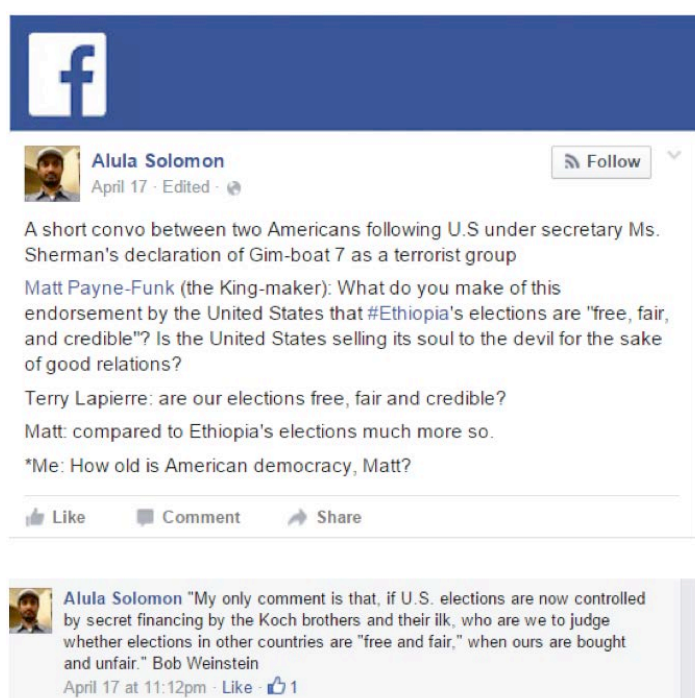 f
Alula Solomon
Follow
April 17 · Edited ·
A short convo between two Americans following U.S under secretary Ms.
Sherman's declaration of Gim-boat 7 as a terrorist group
Matt Payne-Funk (the King-maker): What do you make of this
endorsement by the United States that #Ethiopia's elections are "free, fair,
and credible"? Is the United States selling its soul to the devil for the sake
of good relations?
Terry Lapierre: are our elections free, fair and credible?
Matt: compared to Ethiopia's elections much more so.
*Me: How old is American democracy, Matt?
Like Comment Share
Alula Solomon "My only comment is that, if U.S. elections are now controlled
by secret financing by the Koch brothers and their ilk, who are we to judge
whether elections in other countries are "free and fair," when ours are bought
and unfair." Bob Weinstein
April 17 at 11:12pm · Like · 1